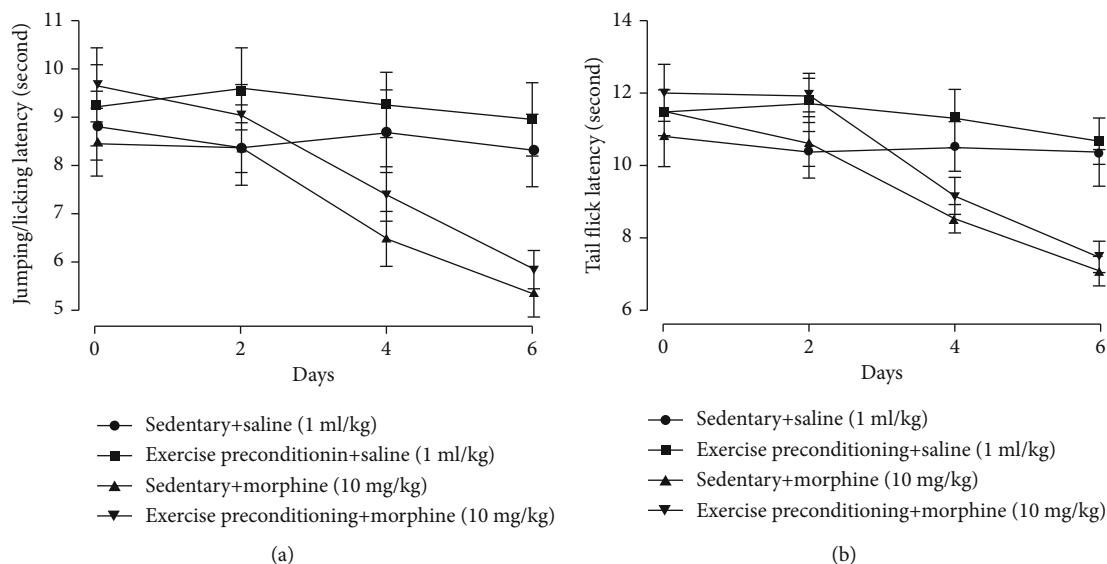 Jumping/licking latency (second)
11
10
9
8
7
6
5
0 2 4 6
Days
Sedentary+saline (1 ml/kg)
Exercise preconditionin+saline (1 ml/kg)
Sedentary+morphine (10 mg/kg)
Exercise preconditioning+morphine (10 mg/kg)
(a)
Tail flick latency (second)
14
12
10
8
6
0 2 4 6
Days
Sedentary+saline (1 ml/kg)
Exercise preconditioning+saline (1 ml/kg)
Sedentary+morphine (10 mg/kg)
Exercise preconditioning+morphine (10 mg/kg)
(b)